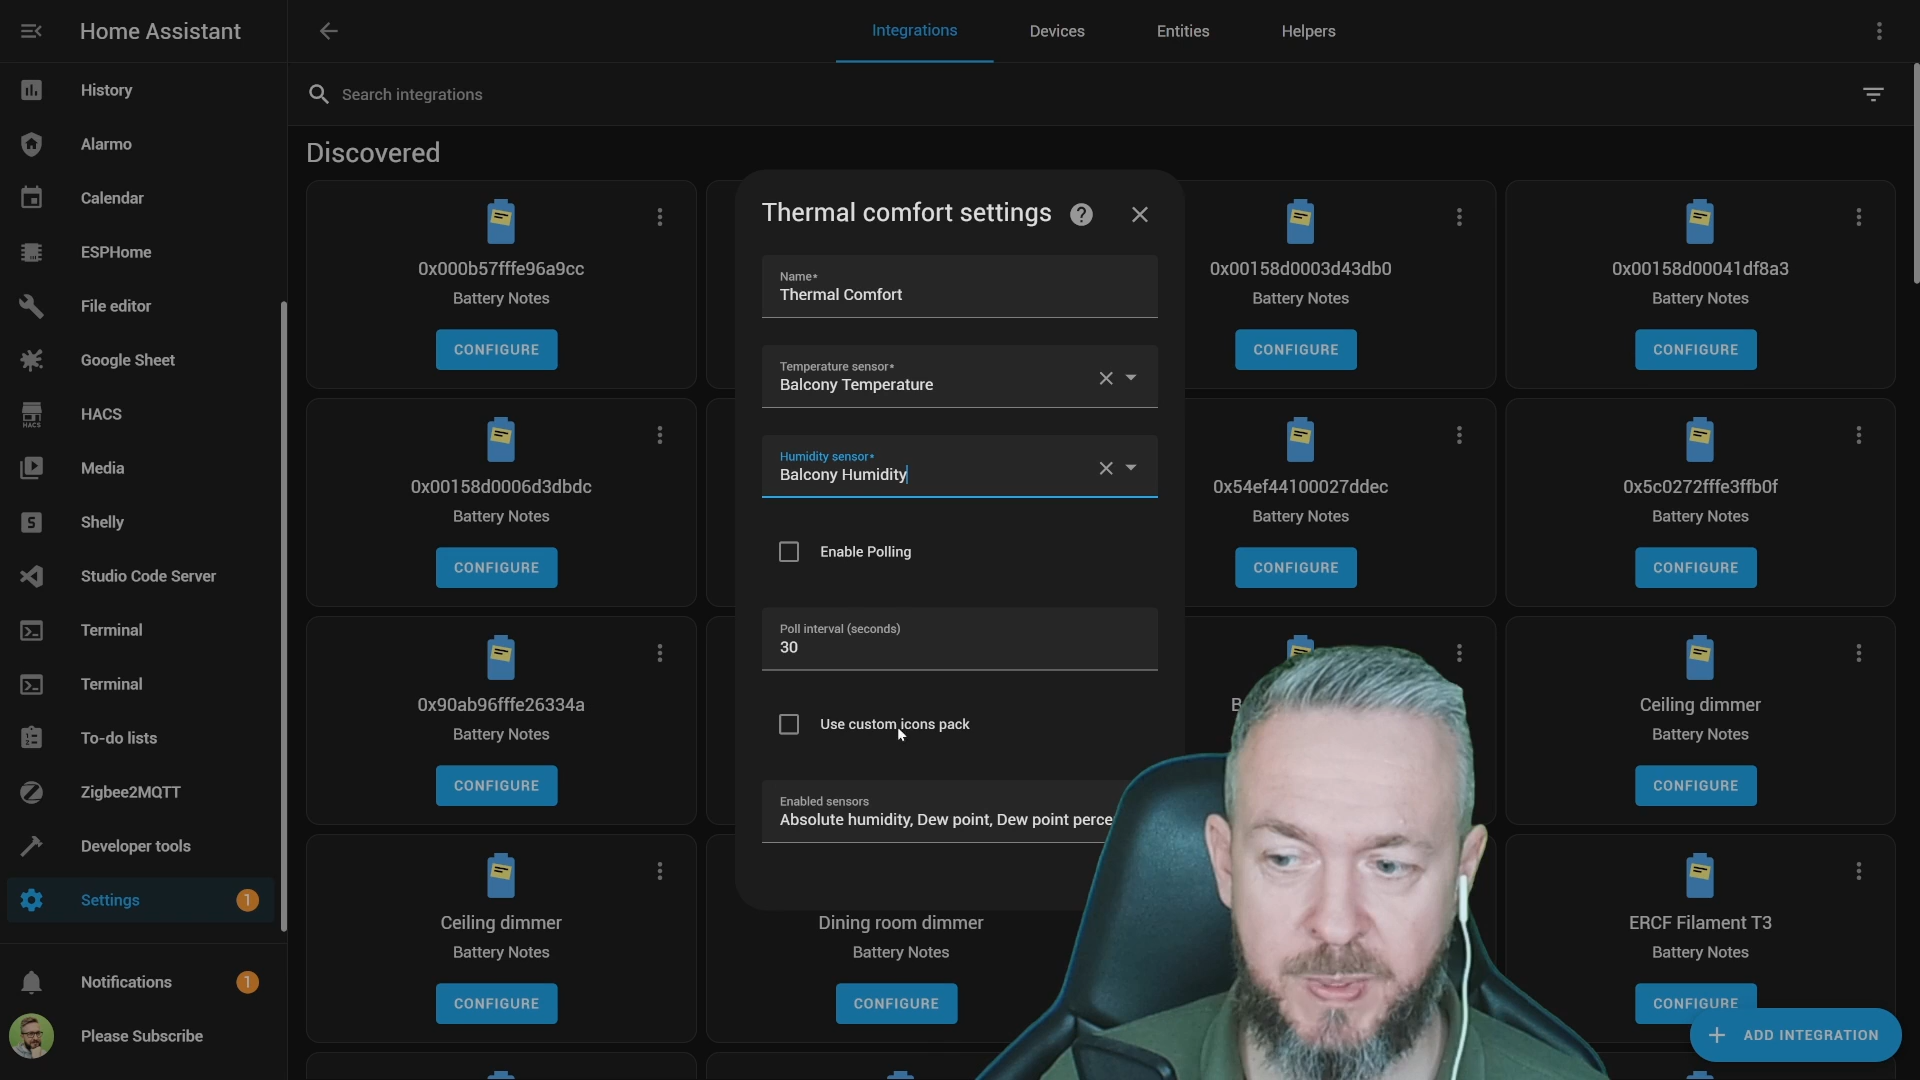 Home Assistant
History
Alarmo
Calendar
ESPHome
File editor
Google Sheet
HACS
HACS
Media
S
Shelly
Studio Code Server
Terminal
Terminal
To-do lists
Zigbee2MQTT
Developer tools
Settings
1
Notifications
1
Please Subscribe
Integrations
Devices
Entities
Helpers
Search integrations
Discovered
0x000b57fffe96a9cc
Battery Notes
CONFIGURE
0x00158d0003d43db0
Battery Notes
CONFIGURE
0x00158d00041df8a3
Battery Notes
CONFIGURE
0x00158d0006d3dbdc
Battery Notes
CONFIGURE
0x54ef44100027ddec
Battery Notes
CONFIGURE
0x5c0272fffe3ffb0f
Battery Notes
CONFIGURE
0x90ab96fffe26334a
Battery Notes
CONFIGURE
Ceiling dimmer
Battery Notes
CONFIGURE
Ceiling dimmer
Battery Notes
CONFIGURE
Dining room dimmer
Battery Notes
CONFIGURE
ERCF Filament T3
Battery Notes
CONFIGURE
Thermal comfort settings ?
Name*
Thermal Comfort
Temperature sensor*
Balcony Temperature
Humidity sensor*
Balcony Humidity
Enable Polling
Poll interval (seconds)
30
Use custom icons pack
Enabled sensors
Absolute humidity, Dew point, Dew point perce
+ ADD INTEGRATION